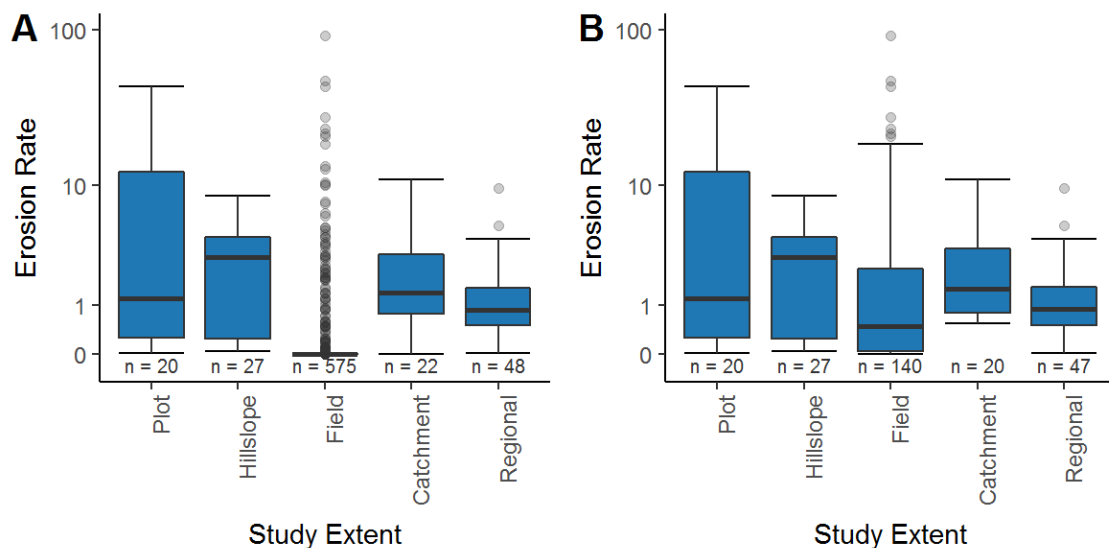 A
100
10
1
0
Erosion Rate
n = 20
n = 27
n = 575
n = 22
n = 48
Plot
Hillslope
Field
Catchment
Regional
Study Extent
B
100
10
1
0
Erosion Rate
n = 20
n = 27
n = 140
n = 20
n = 47
Plot
Hillslope
Field
Catchment
Regional
Study Extent